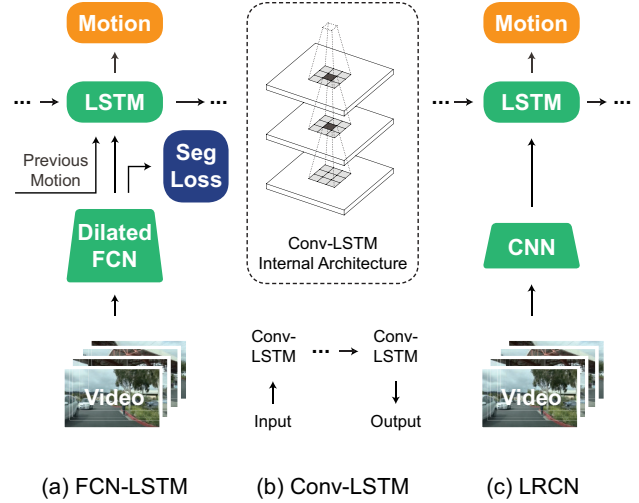 Motion
LSTM
...
...
Previous
Motion
Seg
Loss
Dilated
FCN
Video
(a) FCN-LSTM
Conv-LSTM
Internal Architecture
Conv-
LSTM
...
Conv-
LSTM
Input
Output
(b) Conv-LSTM
Motion
...
LSTM
...
CNN
Video
(c) LRCN